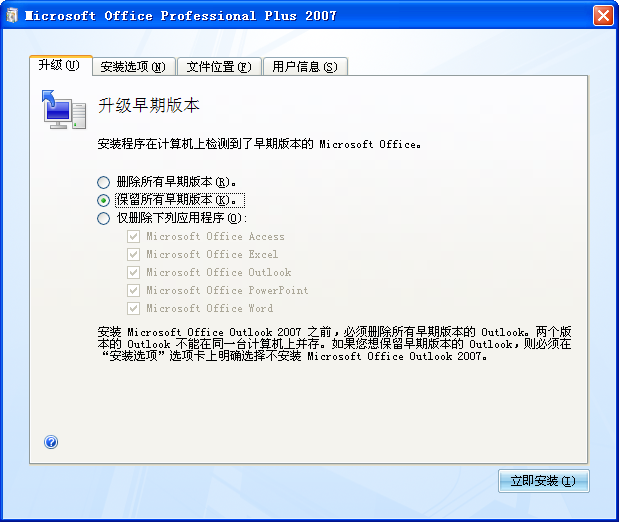 Microsoft Office Professional Plus 2007
升级(U) 安装选项(N) 文件位置(F) 用户信息(S)
升级早期版本
安装程序在计算机上检测到了早期版本的 Microsoft Office。
删除所有早期版本(R)。
保留所有早期版本(K)。
仅删除下列应用程序(O):
Microsoft Office Access
Microsoft Office Excel
Microsoft Office Outlook
Microsoft Office PowerPoint
Microsoft Office Word
安装 Microsoft Office Outlook 2007 之前，必须删除所有早期版本的 Outlook。两个版
本的 Outlook 不能在同一台计算机上并存。如果您想保留早期版本的 Outlook，则必须在
“安装选项”选项卡上明确选择不安装 Microsoft Office Outlook 2007。
立即安装(I)